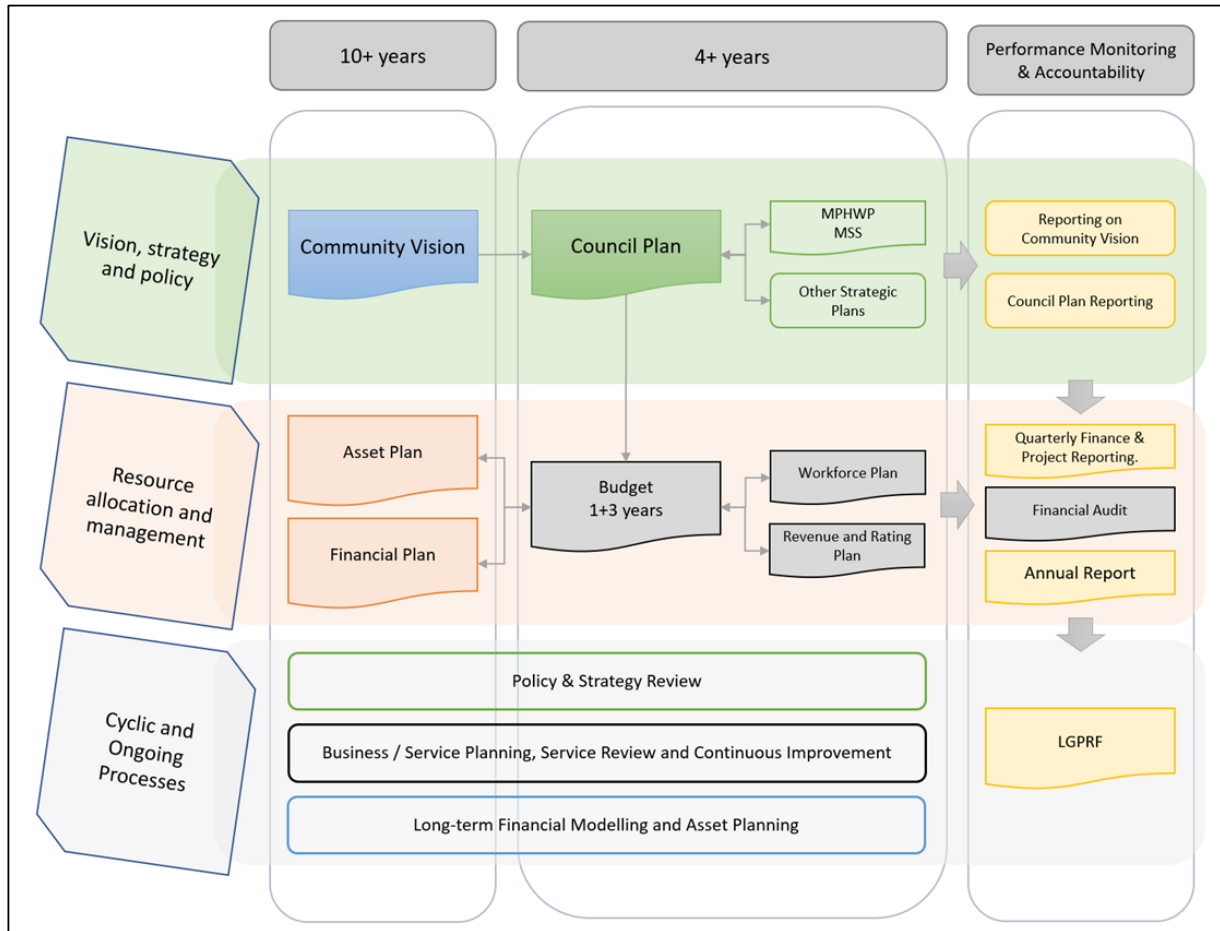 10+ years
4+ years
Performance Monitoring
& Accountability
Vision, strategy
and policy
Community Vision
Council Plan
MPHWP
MSS
Other Strategic
Plans
Reporting on
Community Vision
Council Plan Reporting
Resource
allocation and
management
Asset Plan
Financial Plan
Budget
1+3 years
Workforce Plan
Revenue and Rating
Plan
Quarterly Finance &
Project Reporting.
Financial Audit
Annual Report
Cyclic and
Ongoing
Processes
Policy & Strategy Review
Business / Service Planning, Service Review and Continuous Improvement
Long-term Financial Modelling and Asset Planning
LGPRF